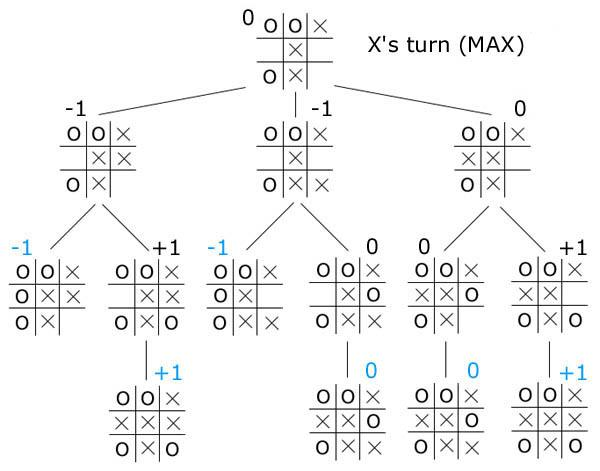 0
O O ×
×
O ×
X's turn (MAX)
-1
-1
0
O O ×
× ×
O ×
O O ×
×
O × ×
O O ×
× ×
O ×
-1
+1
-1
0
0
+1
O O ×
O × ×
O ×
O O ×
× ×
O × O
O O ×
O ×
O × ×
O O ×
× O
O × ×
O O ×
× × O
O ×
O O ×
× ×
O × O
+1
0
0
+1
O O ×
× × ×
O × O
O O ×
× × O
O × ×
O O ×
× × O
O × ×
O O ×
× × ×
O × O